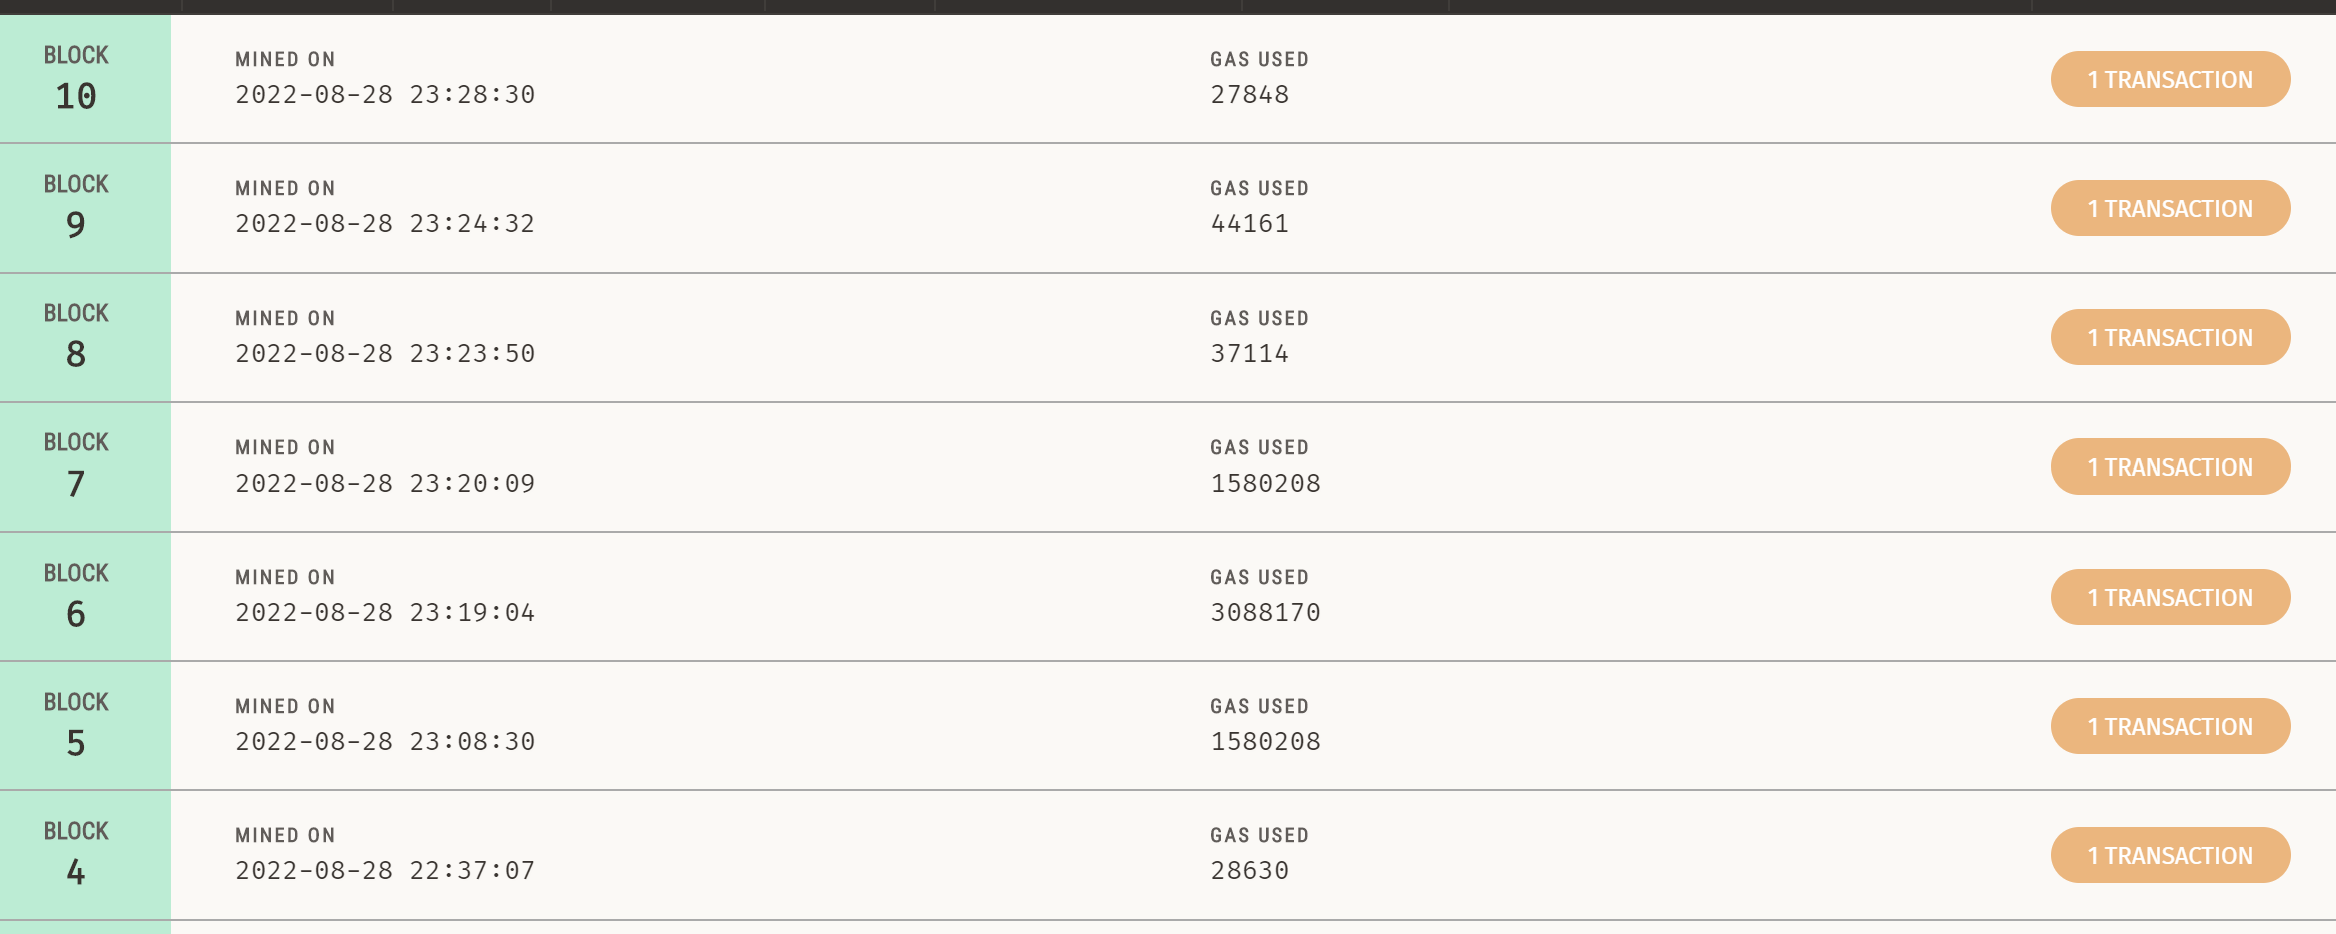 BLOCK
10
MINED ON
2022-08-28 23:28:30
GAS USED
27848
1 TRANSACTION
BLOCK
9
MINED ON
2022-08-28 23:24:32
GAS USED
44161
1 TRANSACTION
BLOCK
8
MINED ON
2022-08-28 23:23:50
GAS USED
37114
1 TRANSACTION
BLOCK
7
MINED ON
2022-08-28 23:20:09
GAS USED
1580208
1 TRANSACTION
BLOCK
6
MINED ON
2022-08-28 23:19:04
GAS USED
3088170
1 TRANSACTION
BLOCK
5
MINED ON
2022-08-28 23:08:30
GAS USED
1580208
1 TRANSACTION
BLOCK
4
MINED ON
2022-08-28 22:37:07
GAS USED
28630
1 TRANSACTION